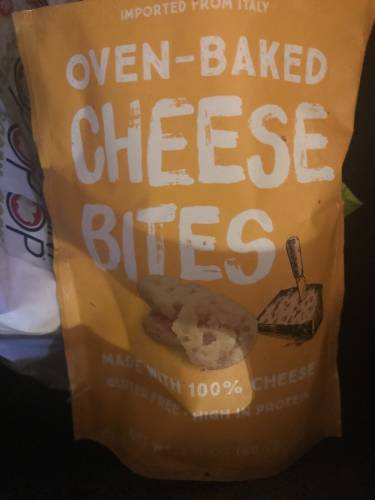 IMPORTED FROM ITALY
OVEN-BAKED
CHEESE
BITES
MADE WITH 100% CHEESE
GLUTEN FREE • HIGH IN PROTEIN